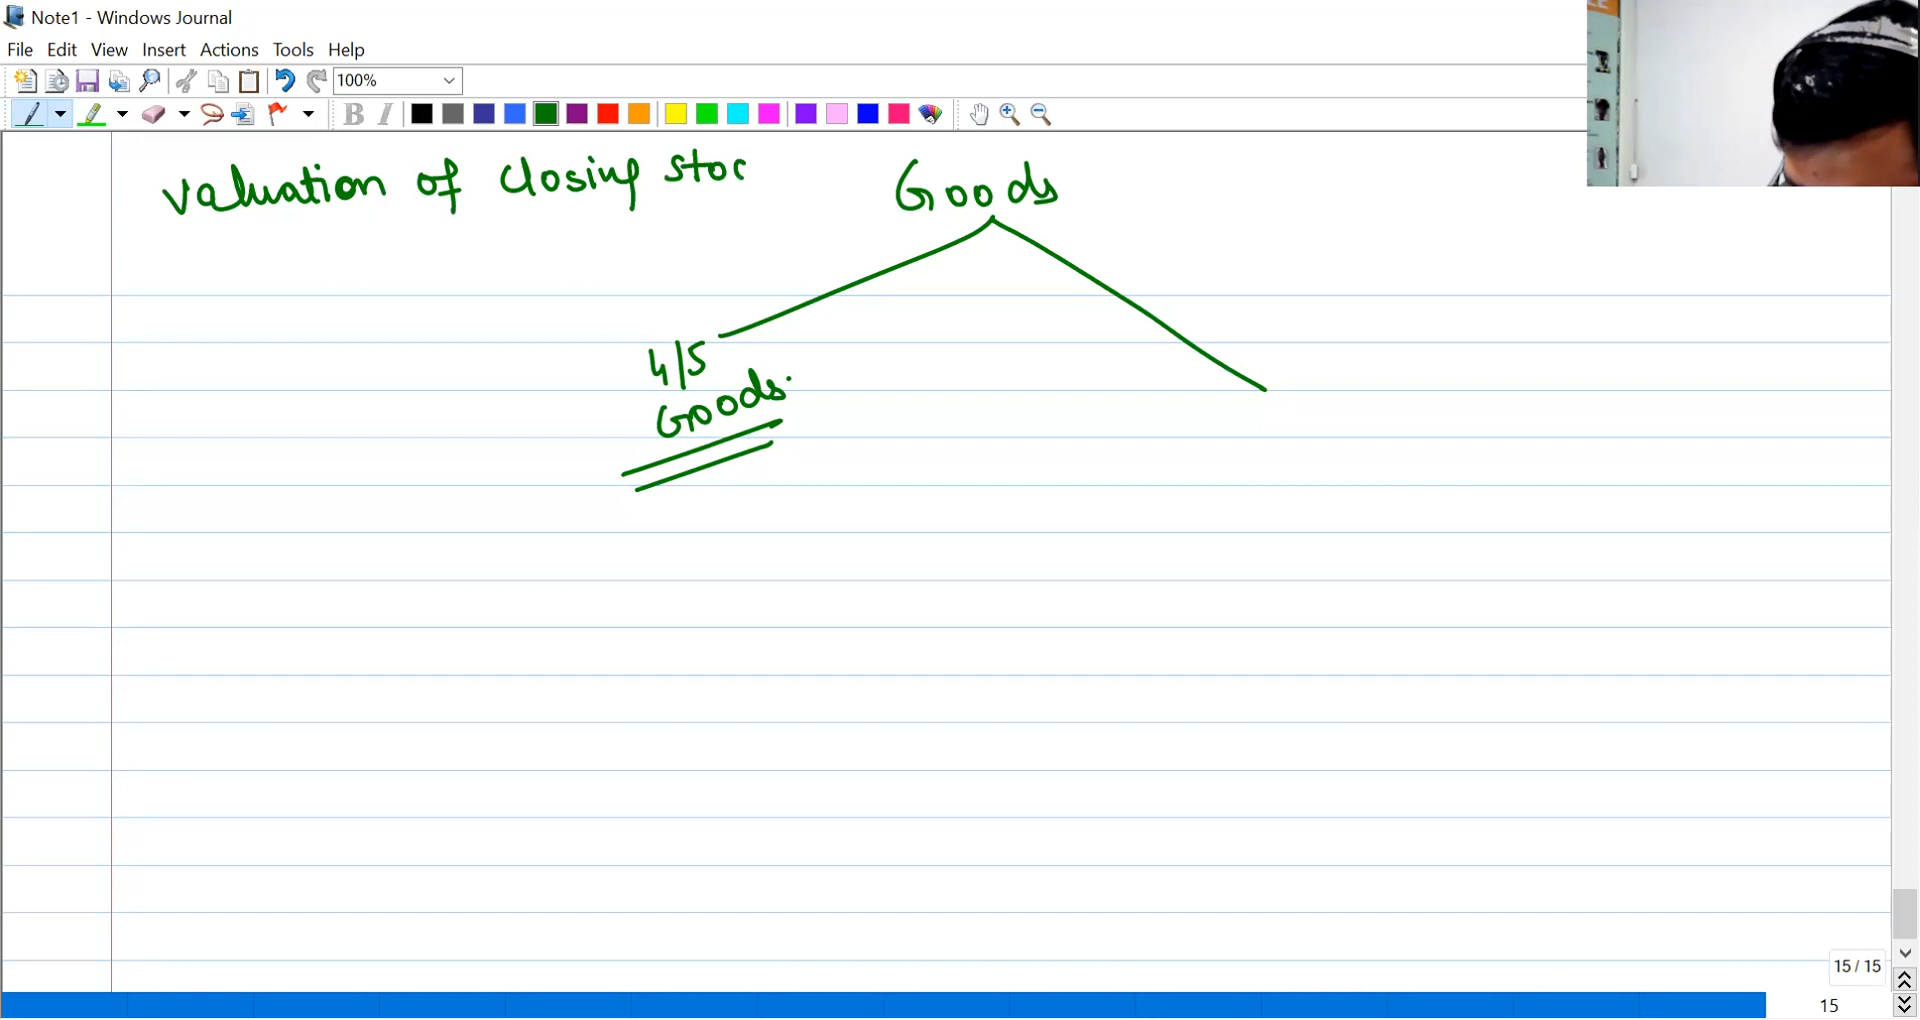 Note1 - Windows Journal
File Edit View Insert Actions Tools Help
100%
B I
valuation of closing stoc
Goods
4/5
Goods.
15 / 15
15